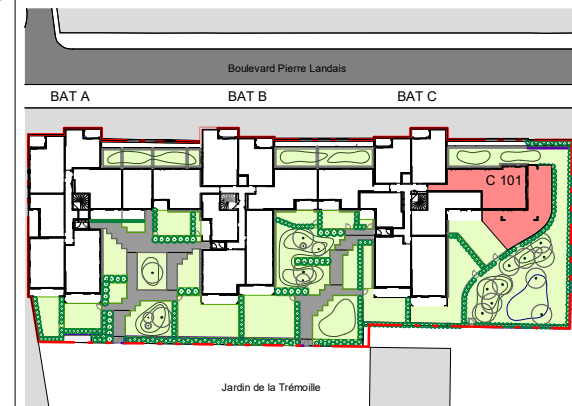 Boulevard Pierre Landais
BAT A BAT B BAT C
C 101
Jardin de la Trémoille